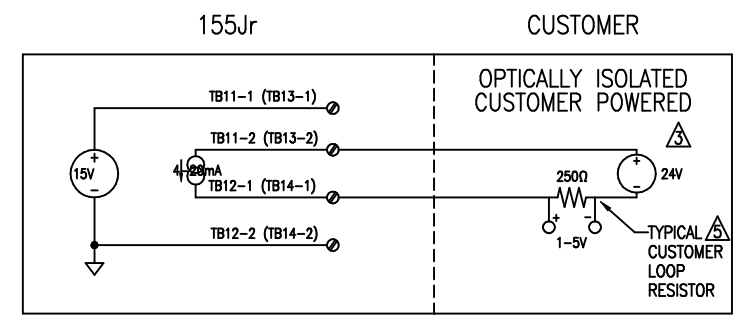 155Jr
CUSTOMER
OPTICALLY ISOLATED
CUSTOMER POWERED
TB11-1 (TB13-1)
TB11-2 (TB13-2)
3
+
15V
-
4-20mA
+
24V
-
250Ω
TB12-1 (TB14-1)
+
-
1-5V
TB12-2 (TB14-2)
TYPICAL 5
CUSTOMER
LOOP
RESISTOR